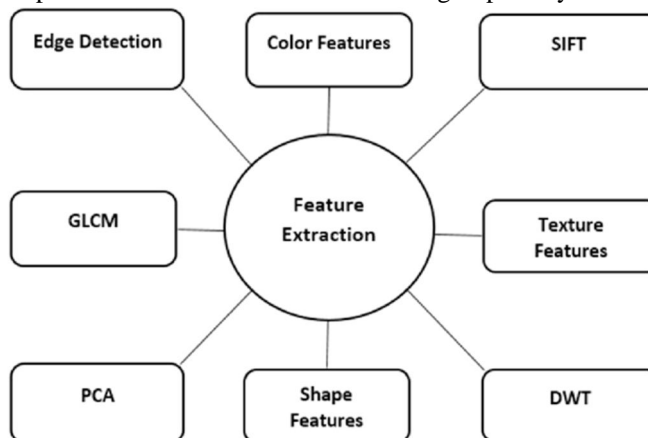 Edge Detection
Color Features
SIFT
GLCM
Feature
Extraction
Texture
Features
PCA
Shape
Features
DWT